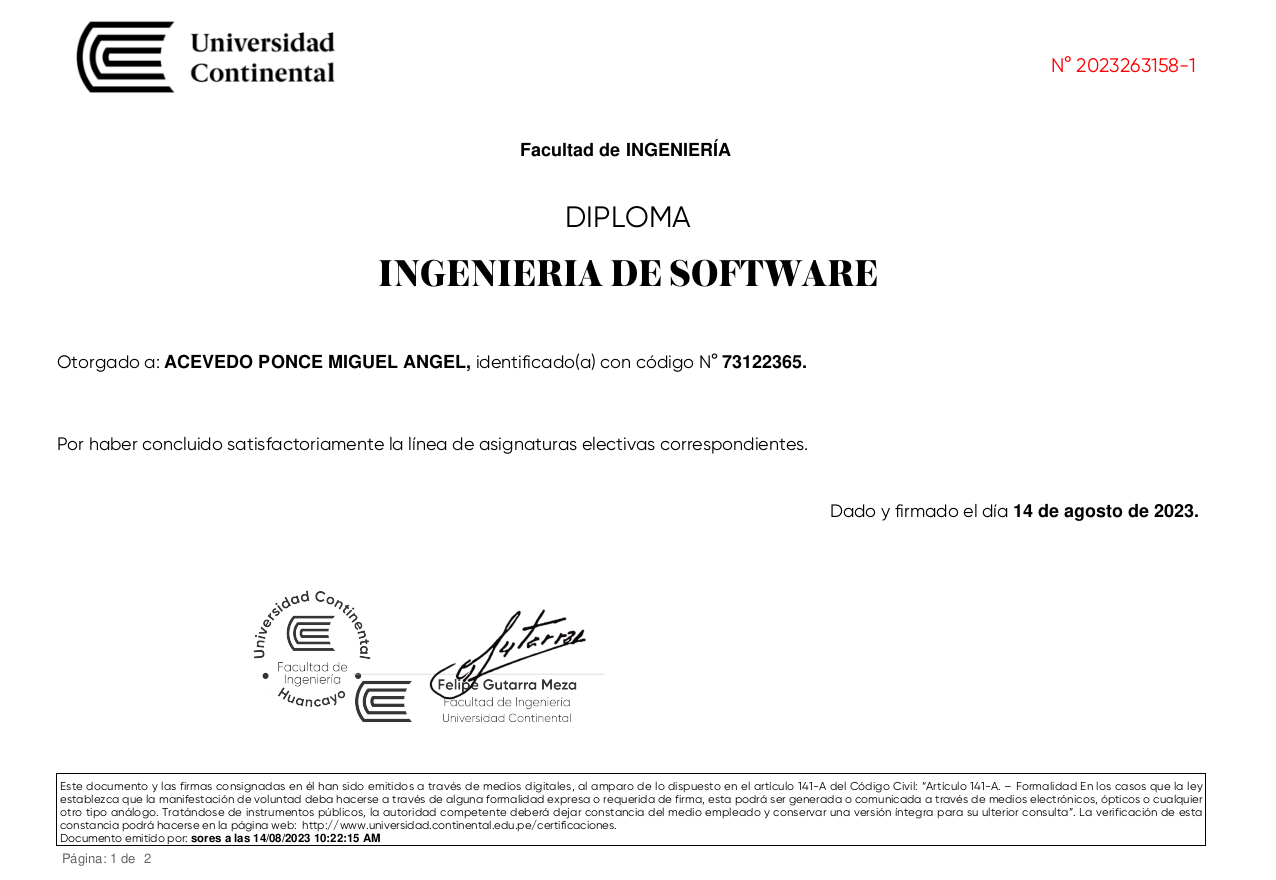 Universidad
Continental
N° 2023263158-1
Facultad de INGENIERÍA
DIPLOMA
INGENIERIA DE SOFTWARE
Otorgado a: ACEVEDO PONCE MIGUEL ANGEL, identificado(a) con código N° 73122365.
Por haber concluido satisfactoriamente la línea de asignaturas electivas correspondientes.
Dado y firmado el día 14 de agosto de 2023.
Universidad Continental
Facultad de
Ingeniería
Huancayo
Gutarra
Felipe Gutarra Meza
Facultad de Ingeniería
Universidad Continental
Este documento y las firmas consignadas en él han sido emitidos a través de medios digitales, al amparo de lo dispuesto en el artículo 141-A del Código Civil: “Artículo 141-A. – Formalidad En los casos que la ley
establezca que la manifestación de voluntad deba hacerse a través de alguna formalidad expresa o requerida de firma, esta podrá ser generada o comunicada a través de medios electrónicos, ópticos o cualquier
otro tipo análogo. Tratándose de instrumentos públicos, la autoridad competente deberá dejar constancia del medio empleado y conservar una versión íntegra para su ulterior consulta”. La verificación de esta
constancia podrá hacerse en la página web: http://www.universidad.continental.edu.pe/certificaciones.
Documento emitido por: sores a las 14/08/2023 10:22:15 AM
Página: 1 de 2